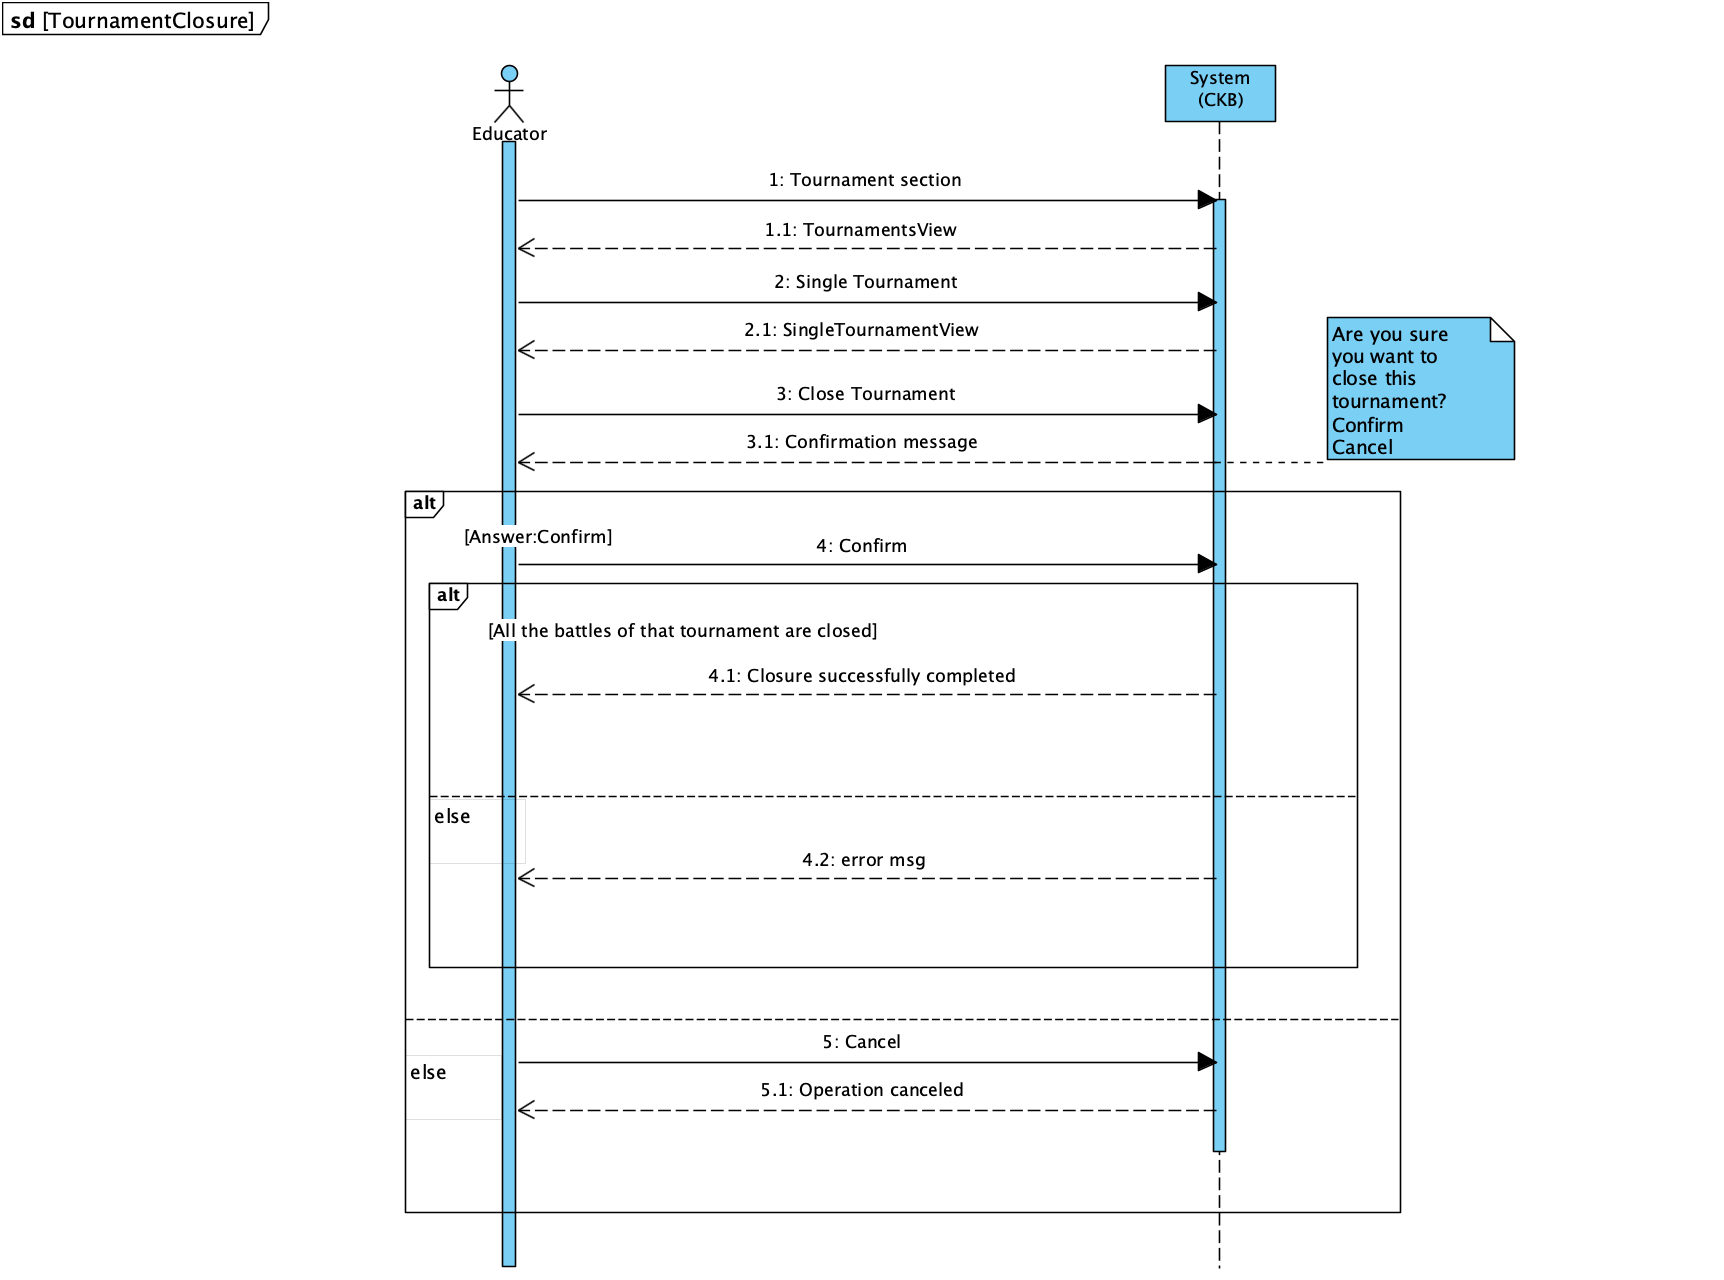 sd [TournamentClosure]
System
(CKB)
Educator
1: Tournament section
1.1: TournamentsView
2: Single Tournament
2.1: SingleTournamentView
Are you sure
you want to
close this
tournament?
Confirm
Cancel
3: Close Tournament
3.1: Confirmation message
alt
[Answer:Confirm]
4: Confirm
alt
[All the battles of that tournament are closed]
4.1: Closure successfully completed
else
4.2: error msg
5: Cancel
else
5.1: Operation canceled